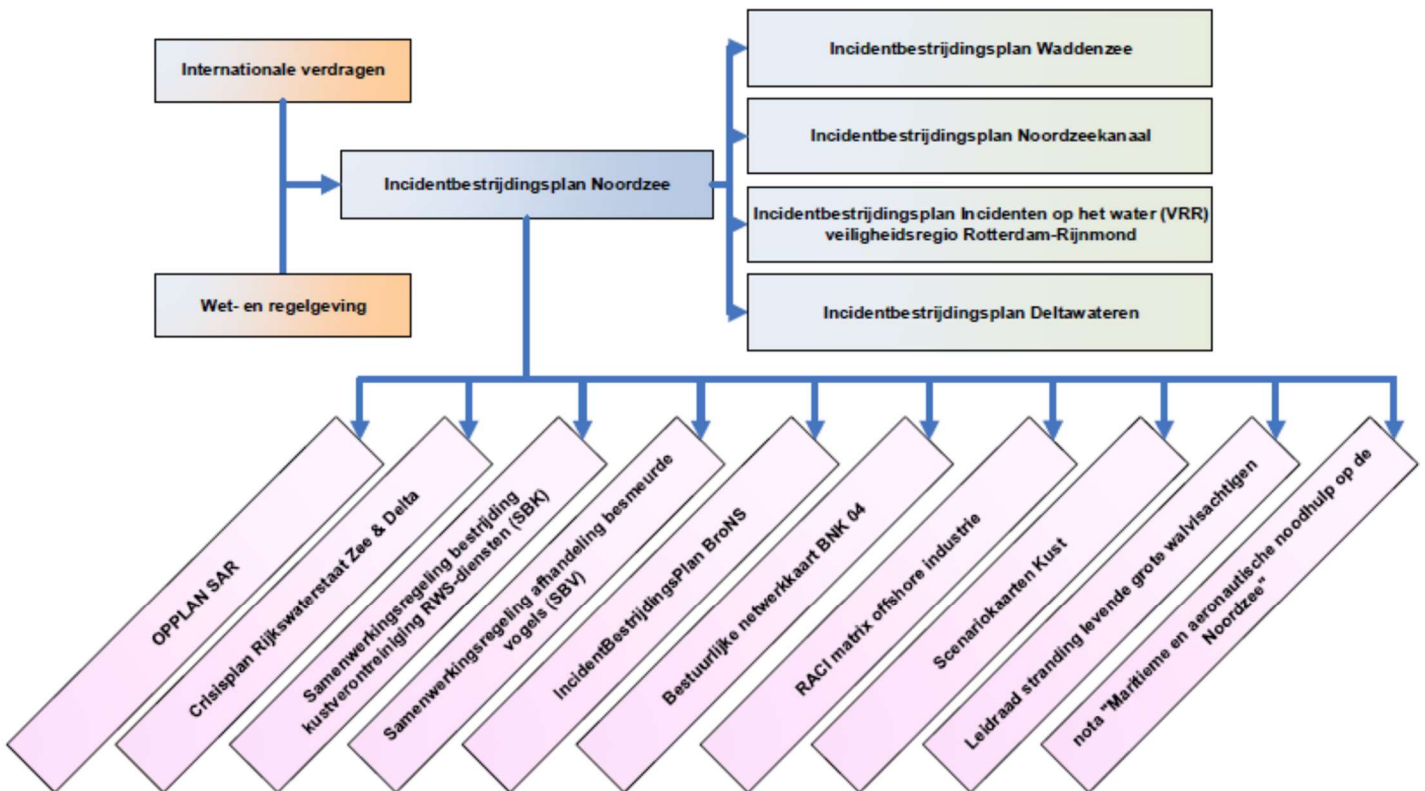 Internationale verdragen
Wet- en regelgeving
Incidentbestrijdingsplan Noordzee
Incidentbestrijdingsplan Waddenzee
Incidentbestrijdingsplan Noordzeekanaal
Incidentbestrijdingsplan Incidenten op het water (VRR)
veiligheidsregio Rotterdam-Rijnmond
Incidentbestrijdingsplan Deltawateren
OPPLAN SAR
Crisisplan Rijkswaterstaat Zee & Delta
Samenwerkingsregeling bestrijding
kustverontreiniging RWS-diensten (SBK)
Samenwerkingsregeling afhandeling besmeurde
vogels (SBV)
IncidentBestrijdingsPlan BroNS
Bestuurlijke netwerkkaart BNK 04
RACI matrix offshore industrie
Scenariokaarten Kust
Leidraad stranding levende grote walvisachtigen
nota "Maritieme en aeronautische noodhulp op de
Noordzee"